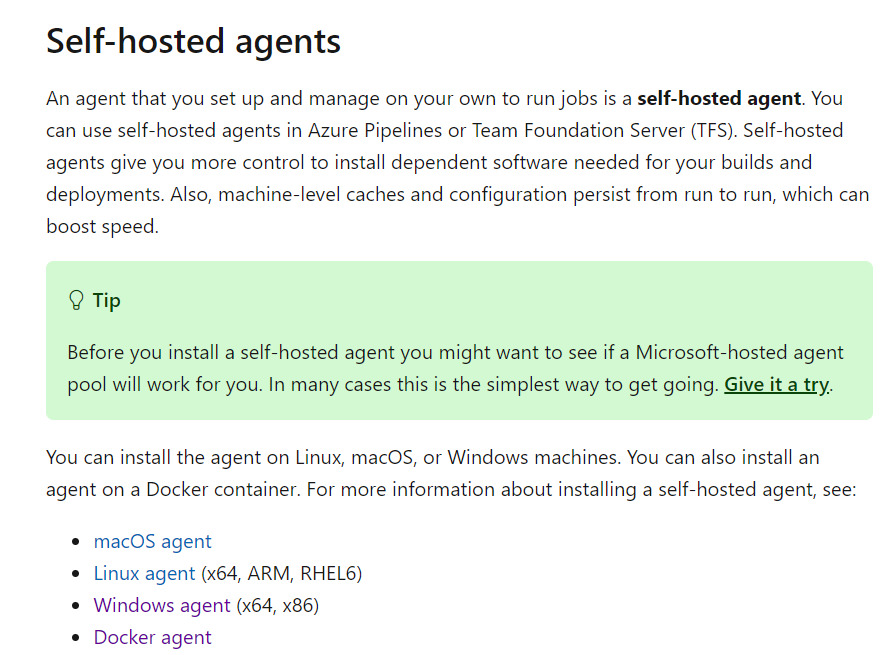 Self-hosted agents
An agent that you set up and manage on your own to run jobs is a self-hosted agent. You
can use self-hosted agents in Azure Pipelines or Team Foundation Server (TFS). Self-hosted
agents give you more control to install dependent software needed for your builds and
deployments. Also, machine-level caches and configuration persist from run to run, which can
boost speed.
Tip
Before you install a self-hosted agent you might want to see if a Microsoft-hosted agent
pool will work for you. In many cases this is the simplest way to get going. Give it a try.
You can install the agent on Linux, macOS, or Windows machines. You can also install an
agent on a Docker container. For more information about installing a self-hosted agent, see:
• macOS agent
• Linux agent (x64, ARM, RHEL6)
• Windows agent (x64, x86)
• Docker agent